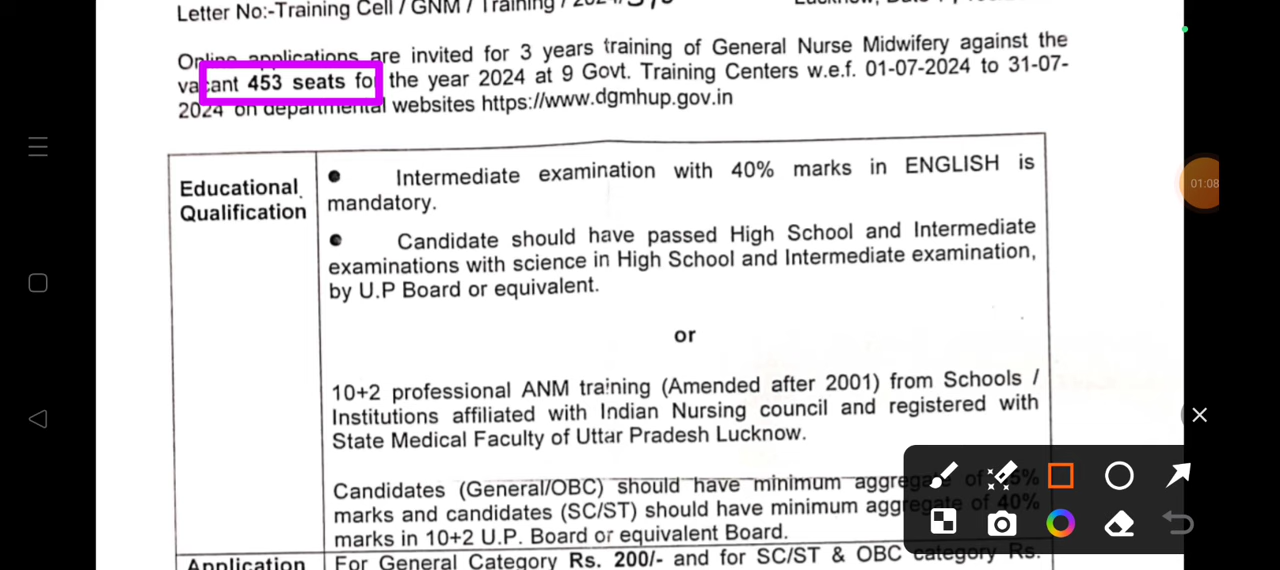 Letter No:-Training Cell / GNM / Training /
Online applications are invited for 3 years training of General Nurse Midwifery against the
vacant 453 seats for the year 2024 at 9 Govt. Training Centers w.e.f. 01-07-2024 to 31-07-
2024 on departmental websites https://www.dgmhup.gov.in
Educational
Qualification
● Intermediate examination with 40% marks in ENGLISH is
mandatory.
● Candidate should have passed High School and Intermediate
examinations with science in High School and Intermediate examination,
by U.P Board or equivalent.
or
10+2 professional ANM training (Amended after 2001) from Schools /
Institutions affiliated with Indian Nursing council and registered with
State Medical Faculty of Uttar Pradesh Lucknow.
Candidates (General/OBC) should have minimum aggregate of
marks and candidates (SC/ST) should have minimum aggregate of 40%
marks in 10+2 U.P. Board or equivalent Board.
Application
For General Category Rs. 200/- and for SC/ST & OBC category Rs.
01:08